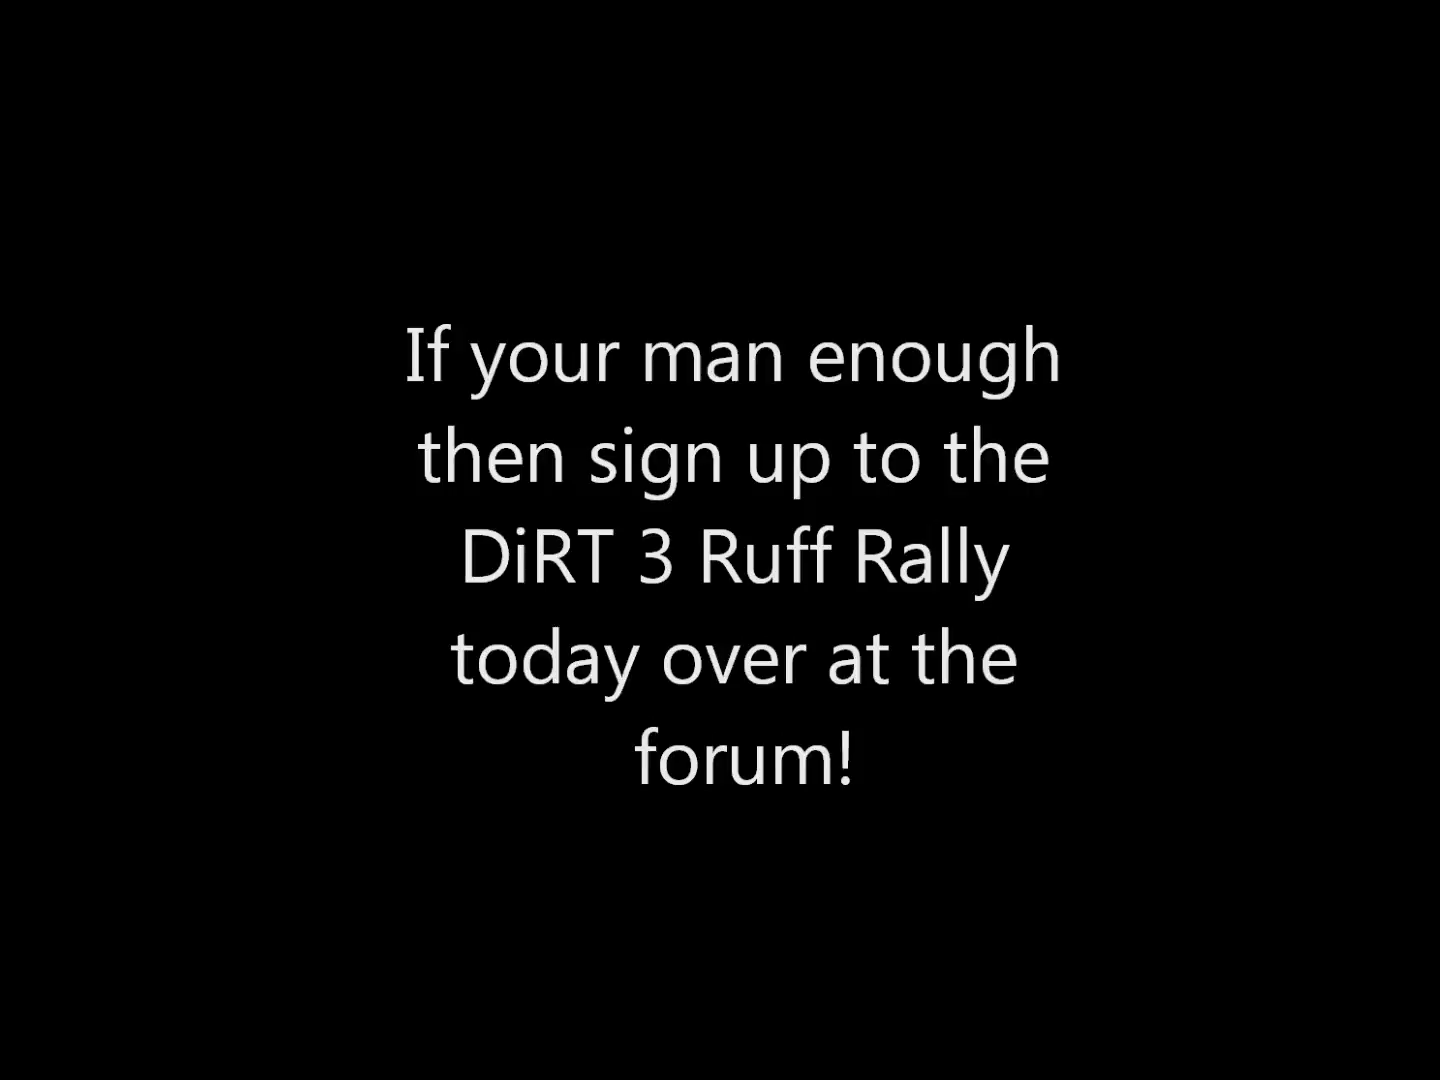 If your man enough
then sign up to the
DiRT 3 Ruff Rally
today over at the
forum!